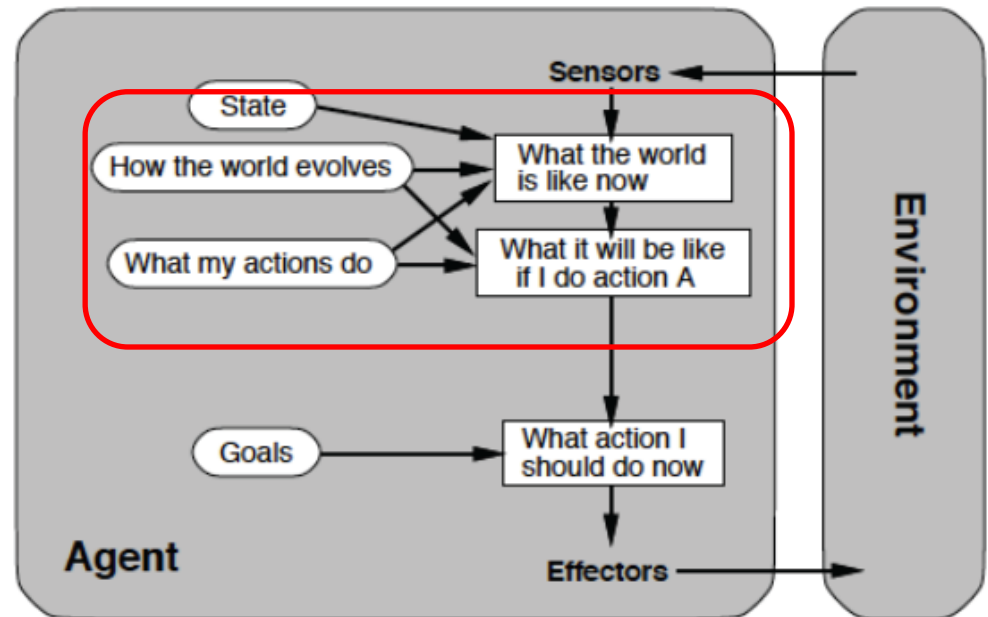 Sensors
State
What the world
is like now
How the world evolves
What it will be like
if I do action A
What my actions do
Environment
What action I
should do now
Goals
Agent
Effectors